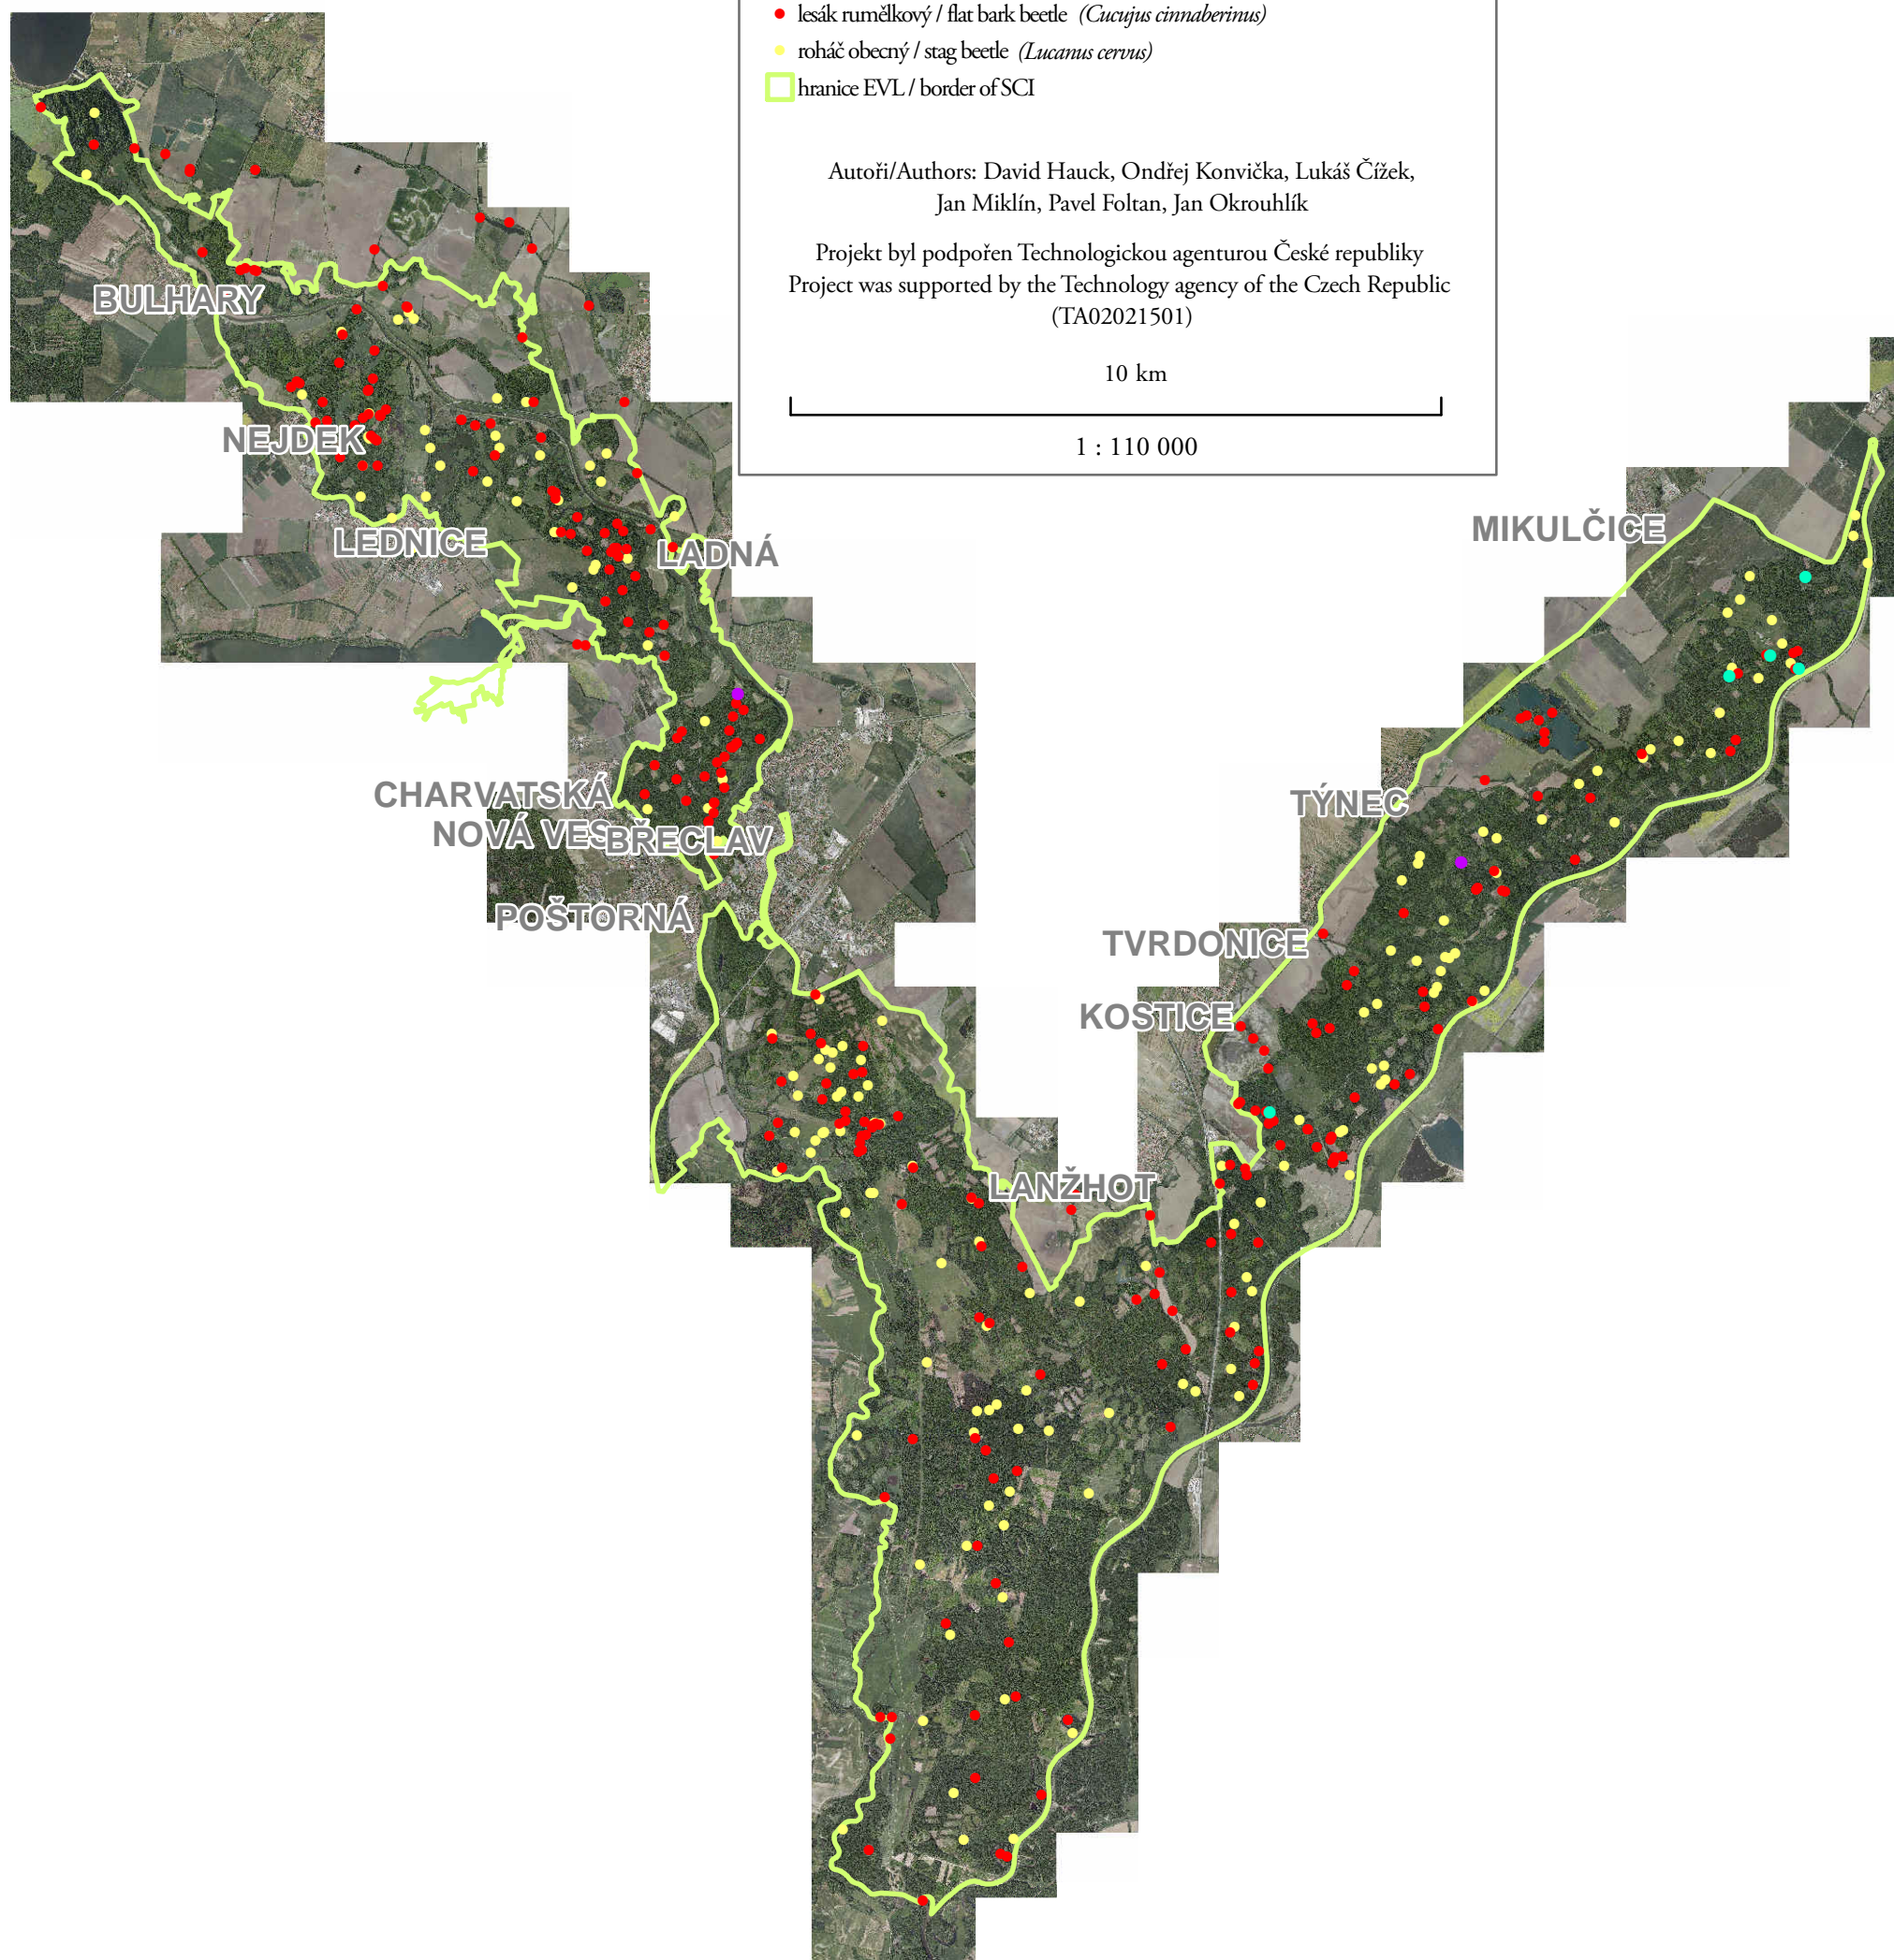 lesák rumělkový / flat bark beetle (Cucujus cinnaberinus)
roháč obecný / stag beetle (Lucanus cervus)
hranice EVL / border of SCI
Autoři/Authors: David Hauck, Ondřej Konvička, Lukáš Čížek,
Jan Miklín, Pavel Foltan, Jan Okrouhlík
Projekt byl podpořen Technologickou agenturou České republiky
Project was supported by the Technology agency of the Czech Republic
(TA02021501)
10 km
1 : 110 000
BULHARY
NEJDEK
LEDNICE
LADNÁ
MIKULČICE
CHARVATSKÁ
NOVÁ VES
BŘECLAV
TÝNEC
POŠTORNÁ
TVRDONICE
KOSTICE
LANŽHOT